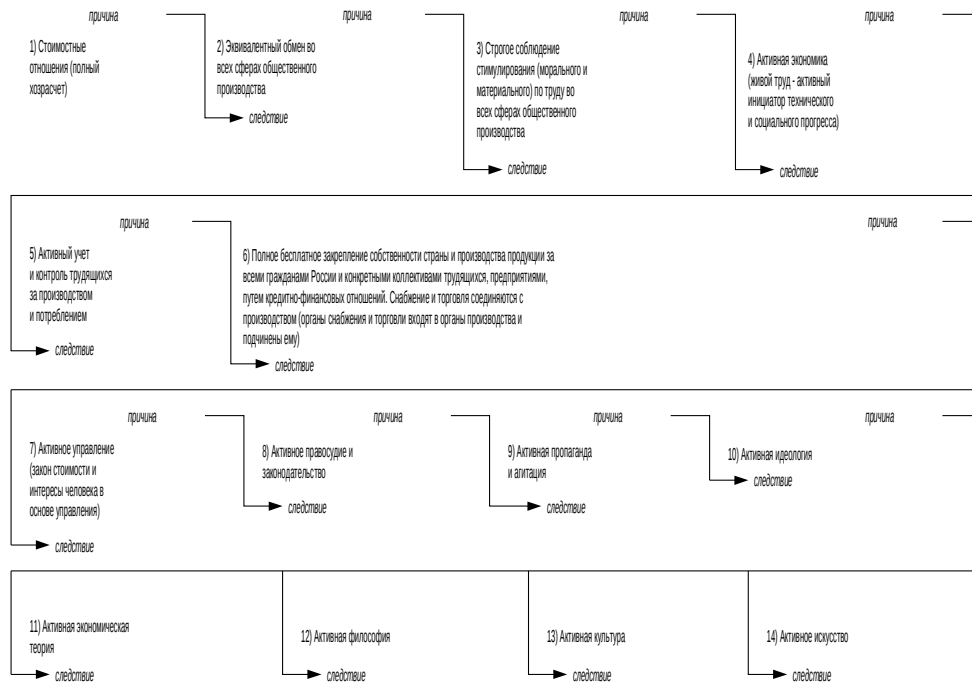 причина
причина
причина
причина
1) Стоимостные
отношения (полный
хозрасчет)
2) Эквивалентный обмен во
всех сферах общественного
производства
следствие
3) Строгое соблюдение
стимулирования (морального и
материального) по труду во
всех сферах общественного
производства
следствие
4) Активная экономика
(живой труд - активный
инициатор технического
и социального прогресса)
следствие
причина
причина
причина
5) Активный учет
и контроль трудящихся
за производством
и потреблением
следствие
6) Полное бесплатное закрепление собственности страны и производства продукции за
всеми гражданами России и конкретными коллективами трудящихся, предприятиями,
путем кредитно-финансовых отношений. Снабжение и торговля соединяются с
производством (органы снабжения и торговли входят в органы производства и
подчинены ему)
следствие
причина
причина
причина
причина
7) Активное управление
(закон стоимости и
интересы человека в
основе управления)
следствие
8) Активное правосудие и
законодательство
следствие
9) Активная пропаганда
и агитация
следствие
10) Активная идеология
следствие
11) Активная экономическая
теория
следствие
12) Активная философия
следствие
13) Активная культура
следствие
14) Активное искусство
следствие